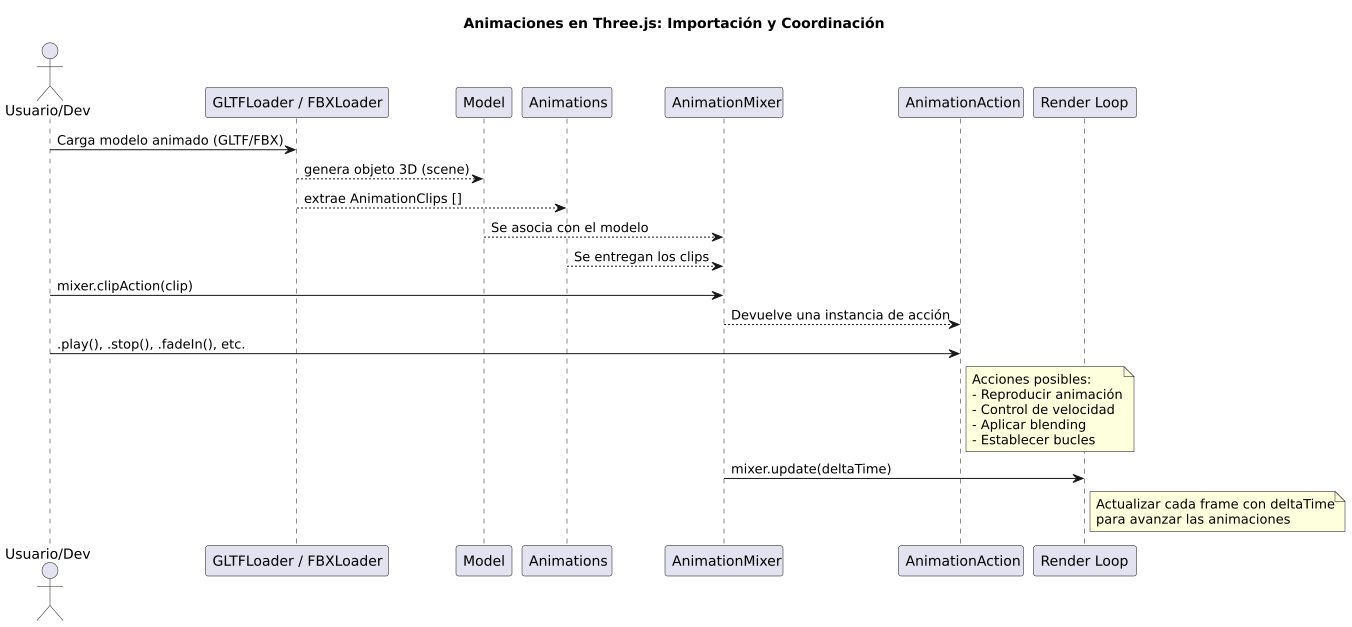 Animaciones en Three.js: Importación y Coordinación
Usuario/Dev
GLTFLoader / FBXLoader
Model
Animations
AnimationMixer
AnimationAction
Render Loop
Carga modelo animado (GLTF/FBX)
genera objeto 3D (scene)
extrae AnimationClips []
Se asocia con el modelo
Se entregan los clips
mixer.clipAction(clip)
Devuelve una instancia de acción
.play(), .stop(), .fadeIn(), etc.
Acciones posibles:
- Reproducir animación
- Control de velocidad
- Aplicar blending
- Establecer bucles
mixer.update(deltaTime)
Actualizar cada frame con deltaTime
para avanzar las animaciones
Usuario/Dev
GLTFLoader / FBXLoader
Model
Animations
AnimationMixer
AnimationAction
Render Loop